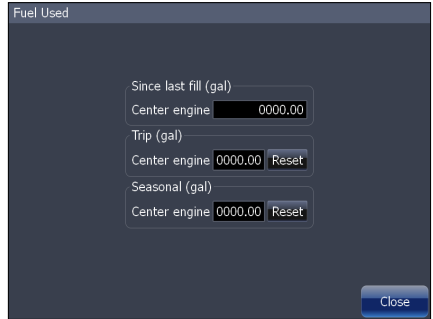 Fuel Used
Since last fill (gal)
Center engine 0000.00
Trip (gal)
Center engine 0000.00 Reset
Seasonal (gal)
Center engine 0000.00 Reset
Close